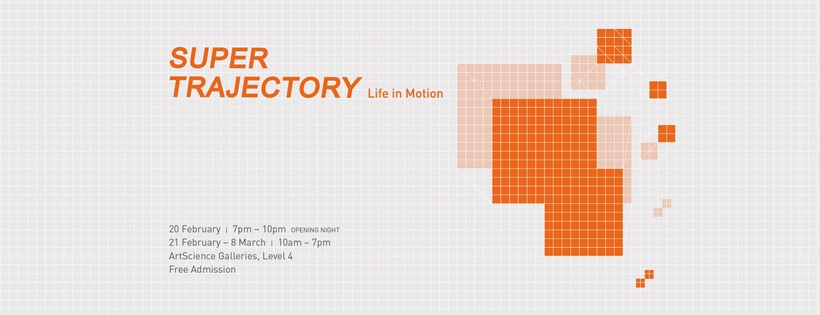 SUPER
TRAJECTORY Life in Motion
20 February | 7pm – 10pm OPENING NIGHT
21 February – 8 March | 10am – 7pm
ArtScience Galleries, Level 4
Free Admission